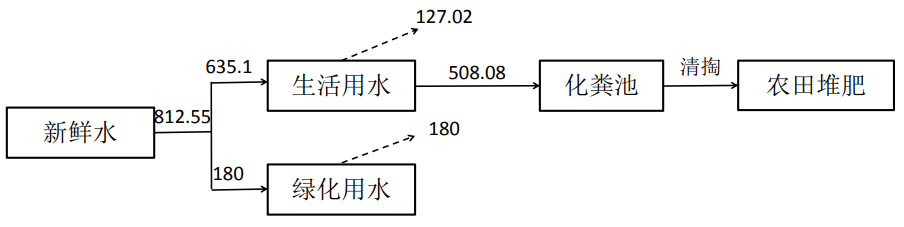 127.02
635.1
生活用水
508.08
化粪池
清掏
农田堆肥
新鲜水
812.55
180
180
绿化用水